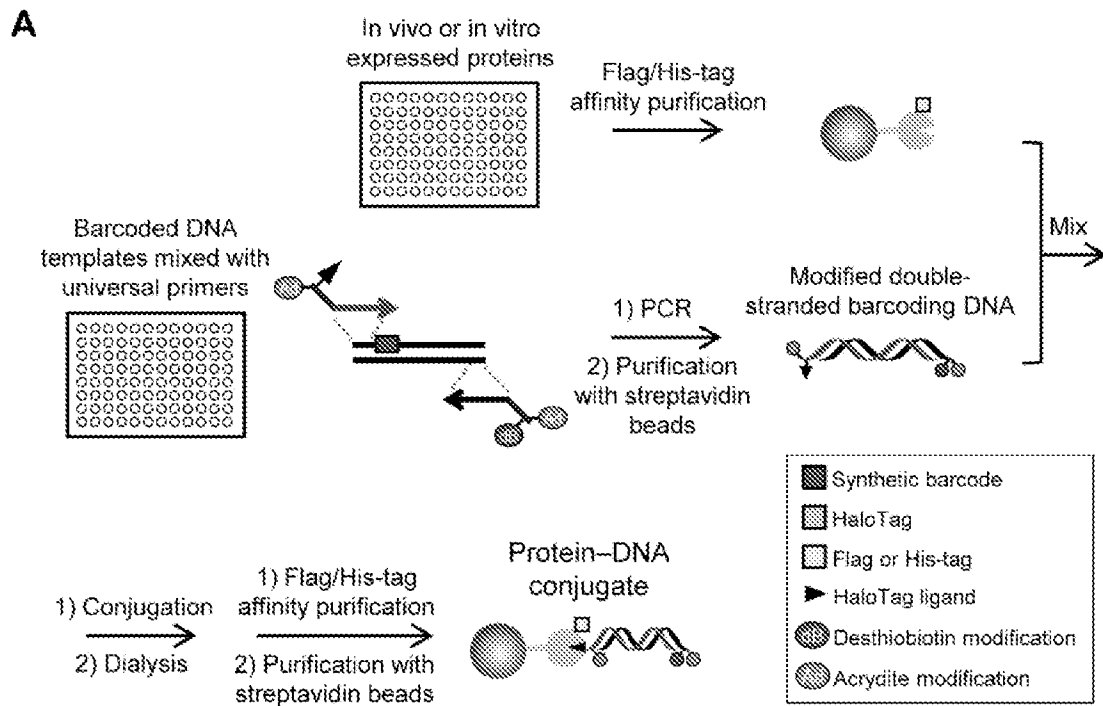 A
In vivo or in vitro
expressed proteins
Flag/His-tag
affinity purification
Barcoded DNA
templates mixed with
universal primers
1) PCR
2) Purification
with streptavidin
beads
Modified double-
stranded barcoding DNA
Mix
Synthetic barcode
HaloTag
Flag or His-tag
HaloTag ligand
Desthiobiotin modification
Acrydite modification
1) Conjugation
2) Dialysis
1) Flag/His-tag
affinity purification
2) Purification with
streptavidin beads
Protein–DNA
conjugate